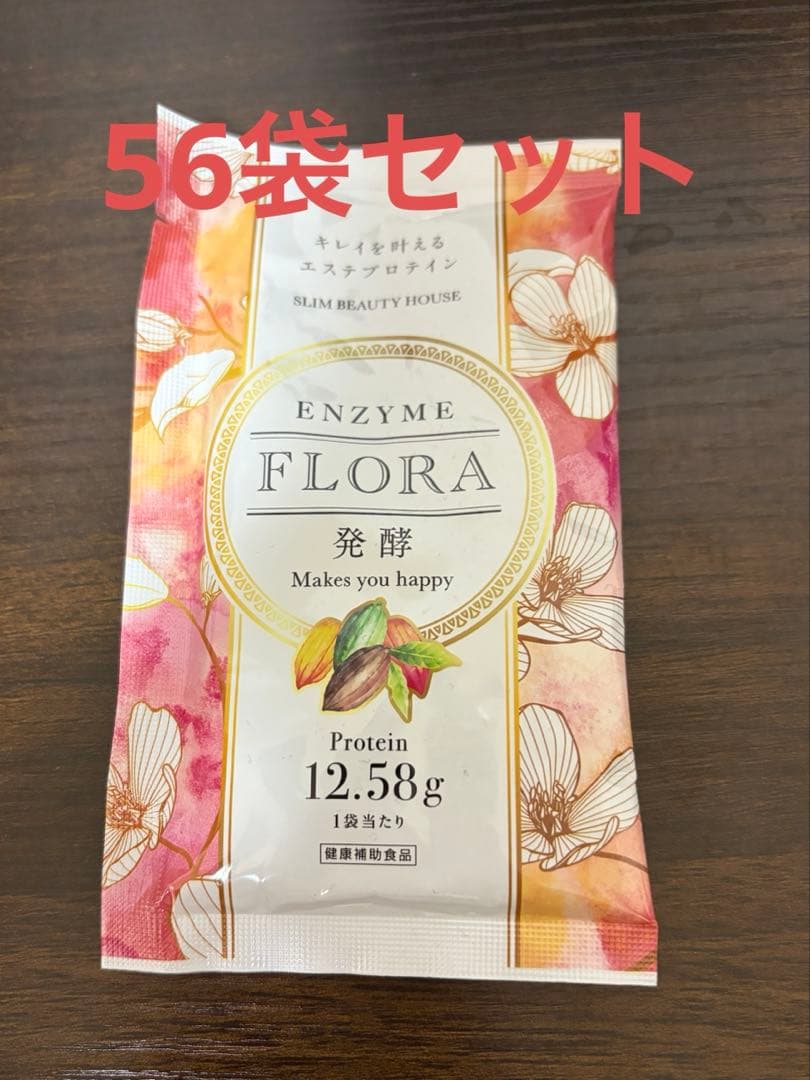 56袋セット
キレイを叶える
エステプロテイン
SLIM BEAUTY HOUSE
ENZYME
FLORA
発酵
Makes you happy
Protein
12.58g
1袋当たり
健康補助食品